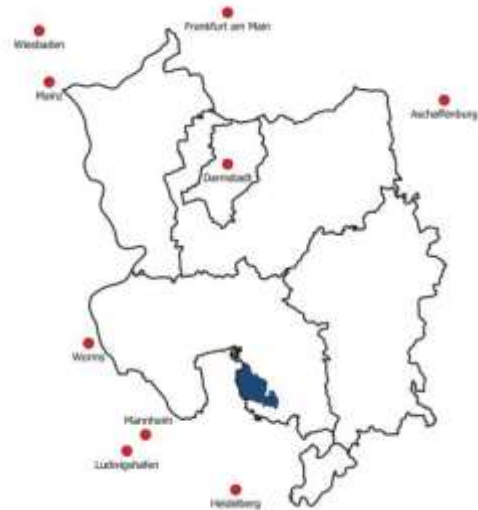 Frankfurt am Main
Wiesbaden
Mainz
Aschaffenburg
Darmstadt
Worms
Mannheim
Ludwigshafen
Heidelberg